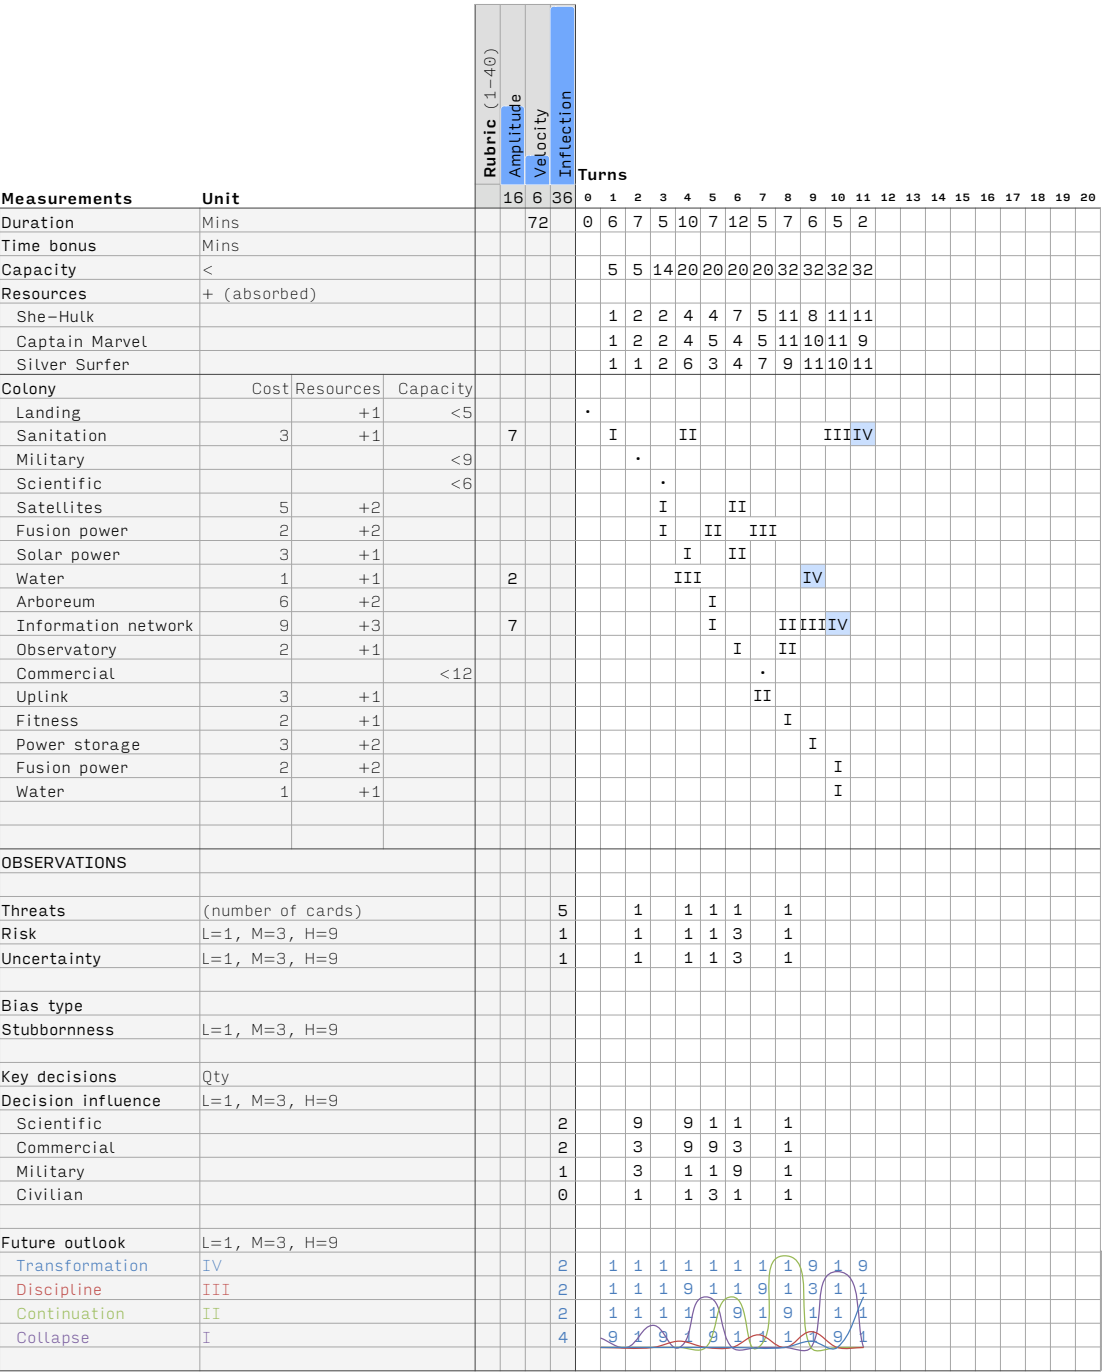 Rubric (1-40)
Amplitude
Velocity
Inflection
Turns
Measurements Unit 16 6 36 0 1 2 3 4 5 6 7 8 9 10 11 12 13 14 15 16 17 18 19 20
Duration Mins 72 0 6 7 5 10 7 12 5 7 6 5 2
Time bonus Mins
Capacity < 5 5 14 20 20 20 20 32 32 32 32
Resources + (absorbed)
She-Hulk 1 2 2 4 4 7 5 11 8 11 11
Captain Marvel 1 2 2 4 5 4 5 11 10 11 9
Silver Surfer 1 1 2 6 3 4 7 9 11 10 11
Colony Cost Resources Capacity
Landing +1 <5 ·
Sanitation 3 +1 7 I II III IV
Military <9 ·
Scientific <6 ·
Satellites 5 +2 I II
Fusion power 2 +2 I II III
Solar power 3 +1 I II
Water 1 +1 2 III IV
Arboreum 6 +2 I
Information network 9 +3 7 I II III IV
Observatory 2 +1 I II
Commercial <12 ·
Uplink 3 +1 II
Fitness 2 +1 I
Power storage 3 +2 I
Fusion power 2 +2 I
Water 1 +1 I
OBSERVATIONS
Threats (number of cards) 5 1 1 1 1 1
Risk L=1, M=3, H=9 1 1 1 1 3 1
Uncertainty L=1, M=3, H=9 1 1 1 1 3 1
Bias type
Stubbornness L=1, M=3, H=9
Key decisions Qty
Decision influence L=1, M=3, H=9
Scientific 2 9 9 1 1 1
Commercial 2 3 9 9 3 1
Military 1 3 1 1 9 1
Civilian 0 1 1 3 1 1
Future outlook L=1, M=3, H=9
Transformation IV 2 1 1 1 1 1 1 1 1 9 1 9
Discipline III 2 1 1 1 9 1 1 9 1 3 1 1
Continuation II 2 1 1 1 1 1 9 1 9 1 1 1
Collapse I 4 9 1 9 1 9 1 1 1 1 9 1